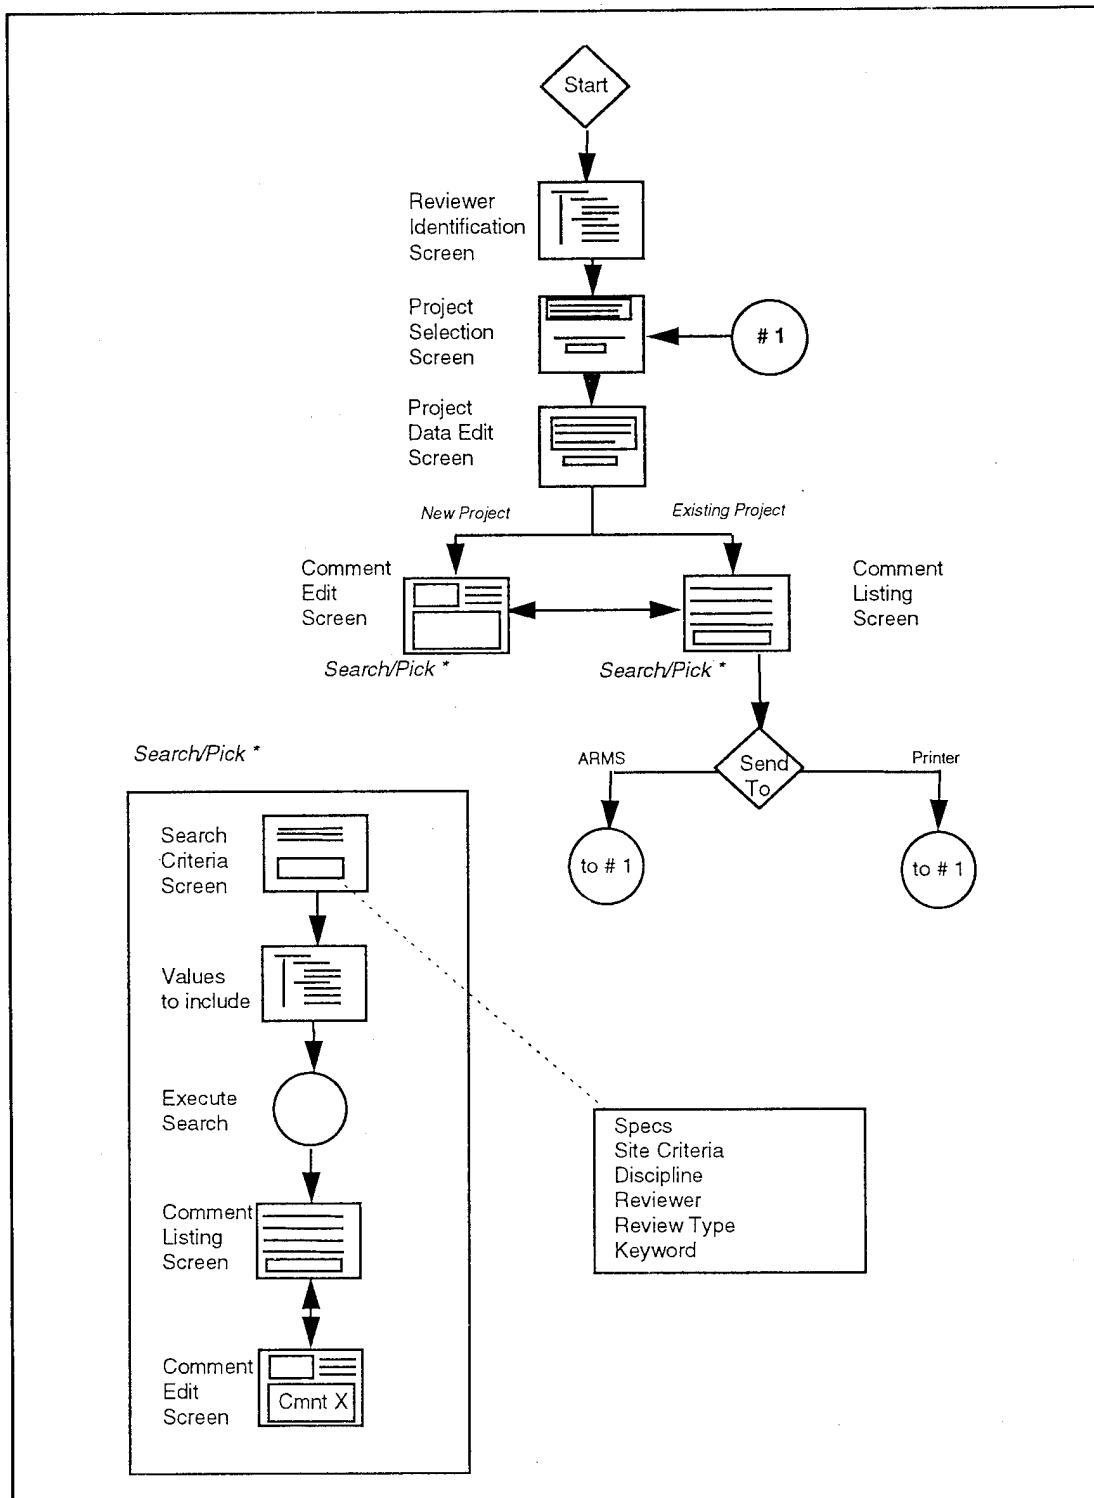 Start
Reviewer
Identification
Screen
Project
Selection
Screen
# 1
Project
Data Edit
Screen
New Project
Existing Project
Comment
Edit
Screen
Comment
Listing
Screen
Search/Pick *
Search/Pick *
Search/Pick *
ARMS
Send
To
Printer
to # 1
to # 1
Search
Criteria
Screen
Values
to include
Execute
Search
Comment
Listing
Screen
Comment
Edit
Screen
Cmnt X
Specs
Site Criteria
Discipline
Reviewer
Review Type
Keyword